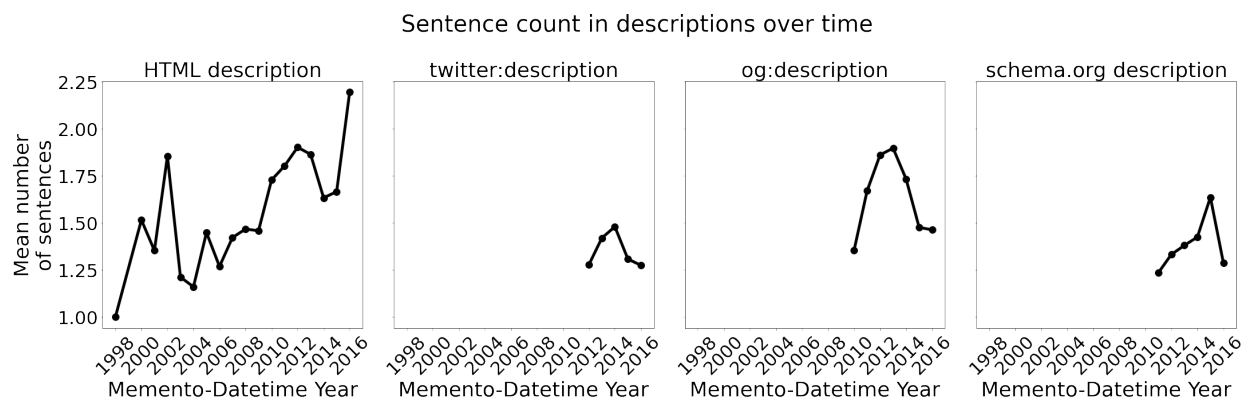 Sentence count in descriptions over time
HTML description
twitter:description
og:description
schema.org description
Mean number
of sentences
2.25
2.00
1.75
1.50
1.25
1.00
1998 2000 2002 2004 2006 2008 2010 2012 2014 2016
1998 2000 2002 2004 2006 2008 2010 2012 2014 2016
1998 2000 2002 2004 2006 2008 2010 2012 2014 2016
1998 2000 2002 2004 2006 2008 2010 2012 2014 2016
Memento-Datetime Year
Memento-Datetime Year
Memento-Datetime Year
Memento-Datetime Year